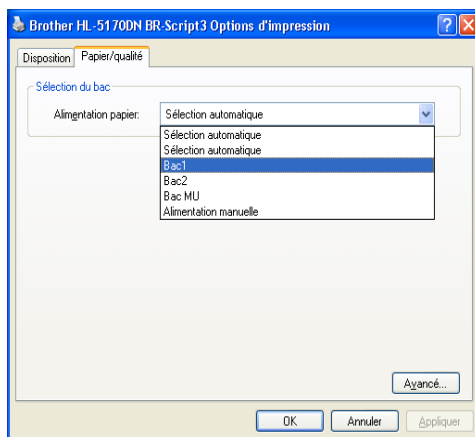 Brother HL-5170DN BR-Script3 Options d'impression
Disposition
Papier/qualité
Sélection du bac
Alimentation papier:
Sélection automatique
Sélection automatique
Sélection automatique
Bac1
Bac2
Bac MU
Alimentation manuelle
Avancé...
OK
Annuler
Appliquer